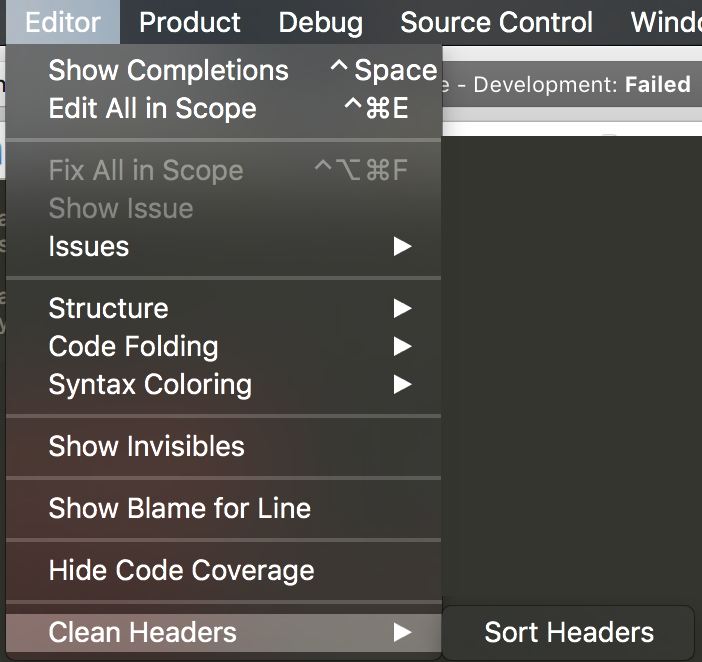 Editor Product Debug Source Control
Show Completions ^ Space
- Development: Failed
Edit All in Scope ^⌘E
Fix All in Scope ^⌥⌘F
Show Issue
Issues ▶
Structure ▶
Code Folding ▶
Syntax Coloring ▶
Show Invisibles
Show Blame for Line
Hide Code Coverage
Clean Headers ▶ Sort Headers